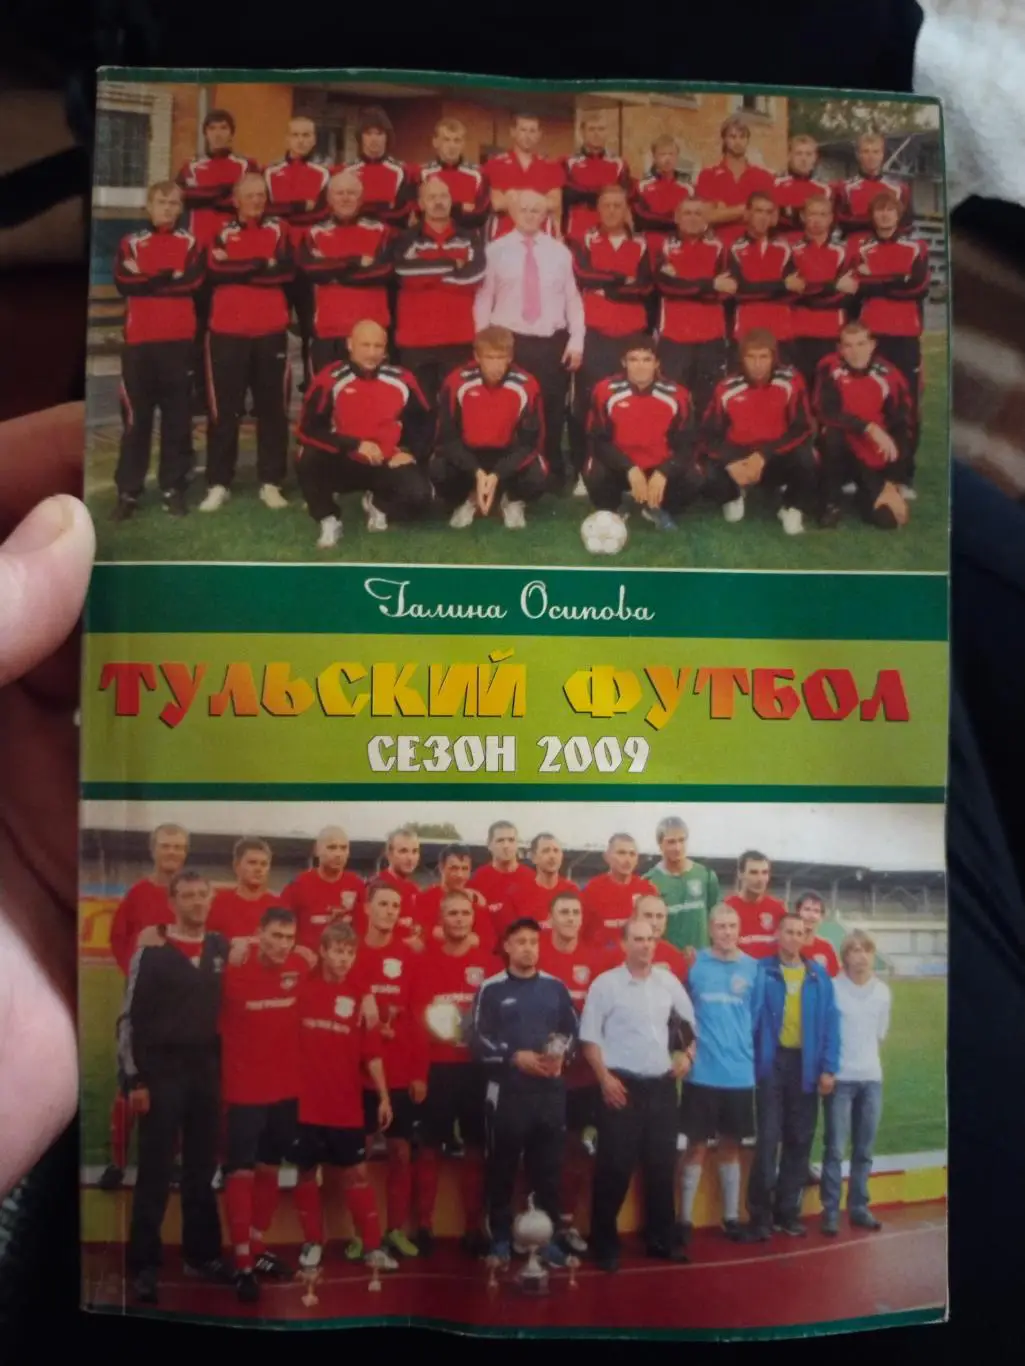 Галина Осипова
ТУЛЬСКИЙ ФУТБОЛ
СЕЗОН 2009